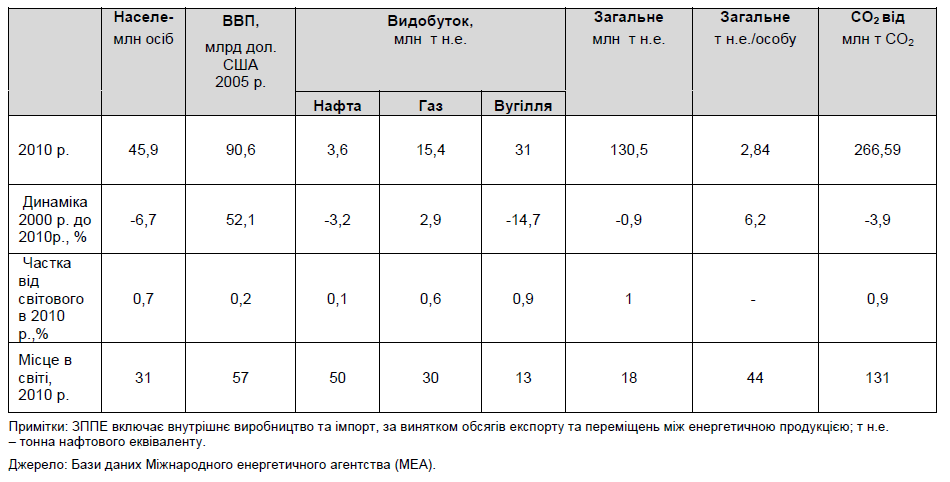 Населе- ВВП, Видобуток, Загальне Загальне CO₂ від
млн осіб млрд дол. млн т н.е. млн т н.е. т н.е./особу млн т CO₂
США
2005 р.
Нафта Газ Вугілля
2010 р. 45,9 90,6 3,6 15,4 31 130,5 2,84 266,59
Динаміка
2000 р. до -6,7 52,1 -3,2 2,9 -14,7 -0,9 6,2 -3,9
2010р., %
Частка
від
світового 0,7 0,2 0,1 0,6 0,9 1 - 0,9
в 2010
р.,%
Місце в
світі, 31 57 50 30 13 18 44 131
2010 р.
Примітки: ЗППЕ включає внутрішнє виробництво та імпорт, за винятком обсягів експорту та переміщень між енергетичною продукцією; т н.е.
– тонна нафтового еквіваленту.
Джерело: Бази даних Міжнародного енергетичного агентства (МЕА).